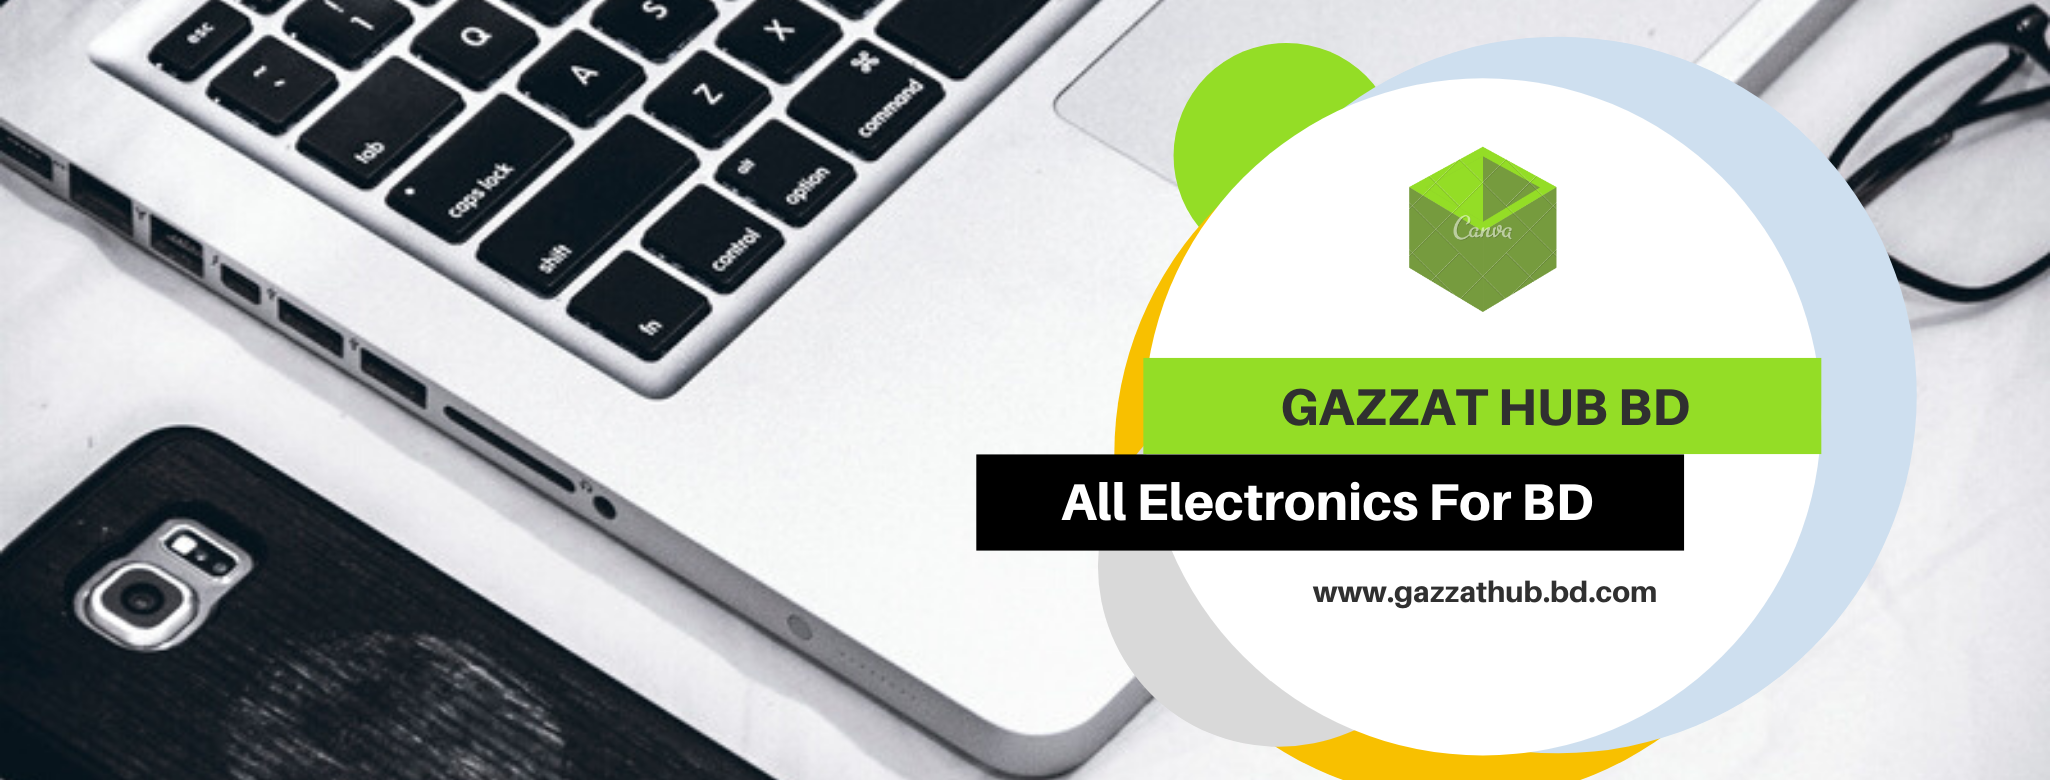 esc
1
Q
S
tab
A
X
caps lock
Z
⌘
command
shift
alt
option
control
fn
Canva
GAZZAT HUB BD
All Electronics For BD
www.gazzathub.bd.com